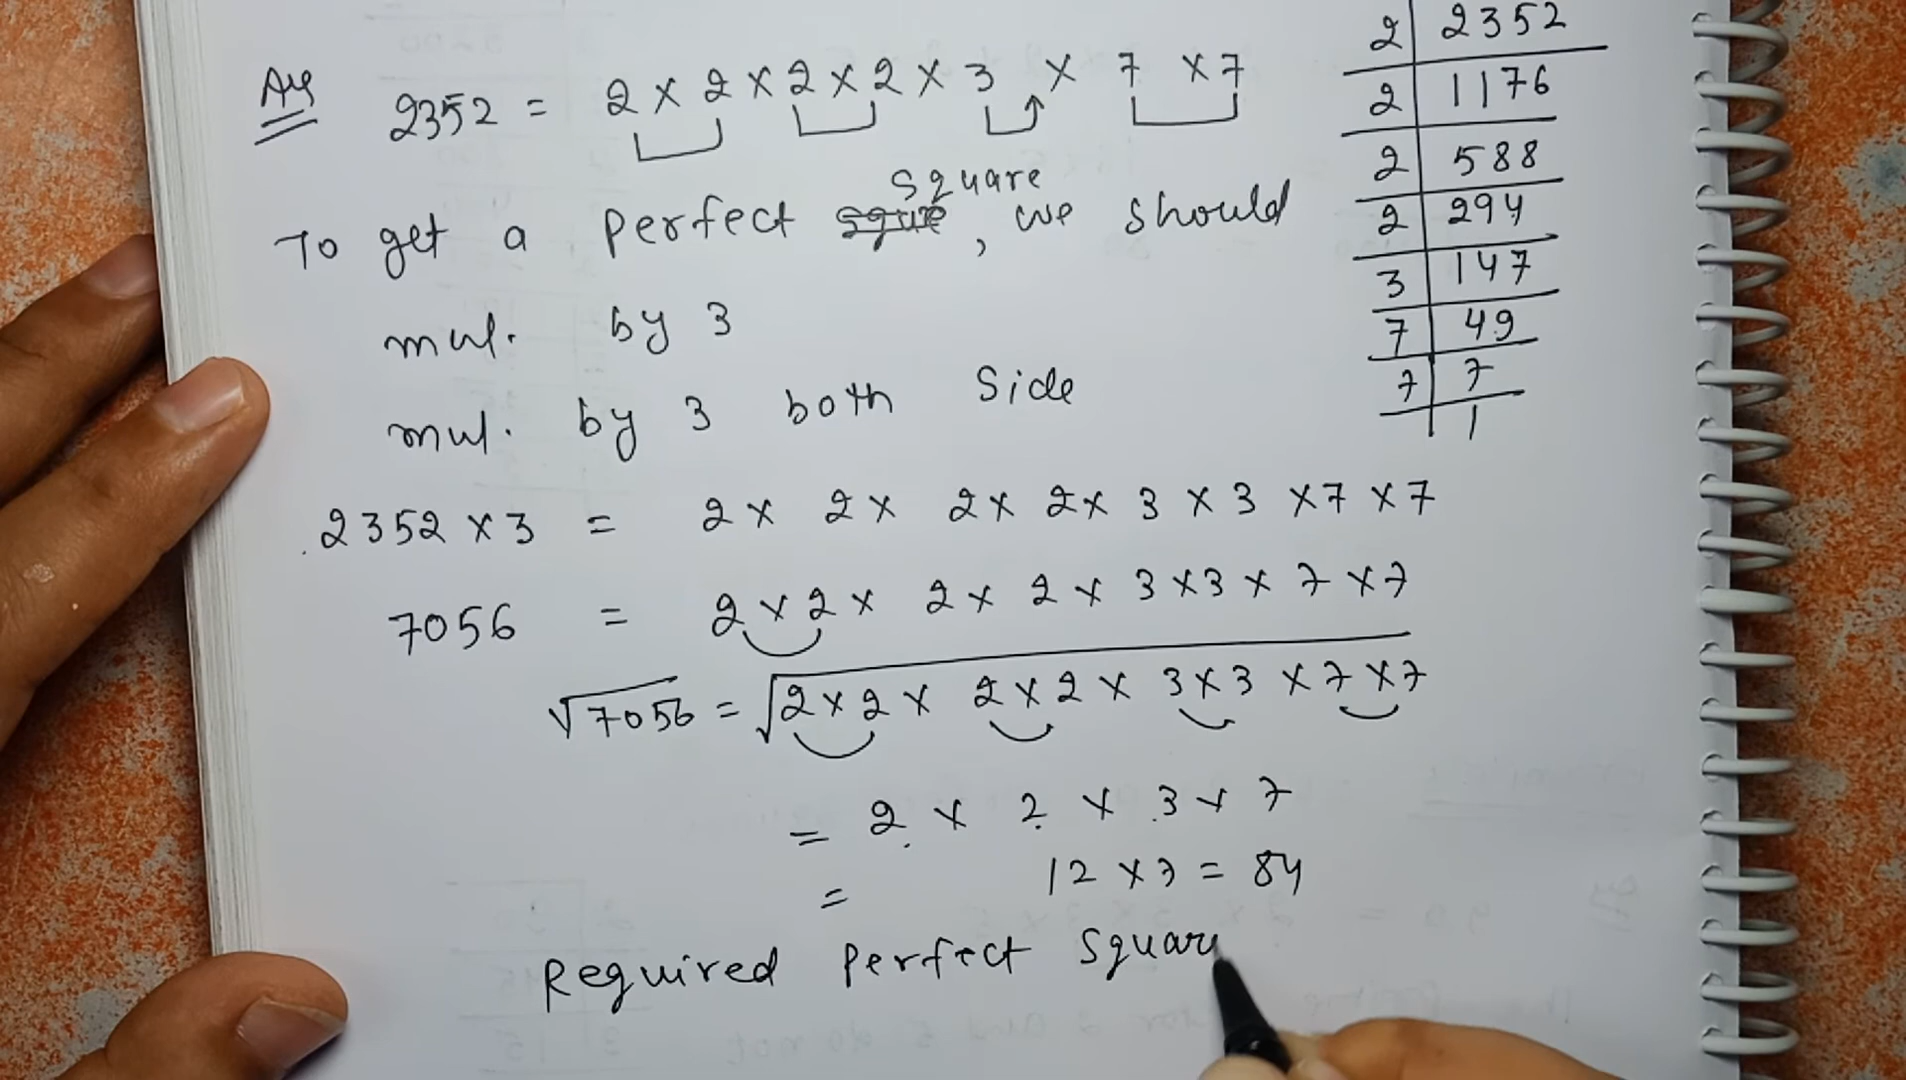 Ans 2352 = 2 × 2 × 2 × 2 × 3 × 7 × 7
To get a perfect square, we should
mul. by 3
mul. by 3 both side
2352 × 3 = 2 × 2 × 2 × 2 × 3 × 3 × 7 × 7
7056 = 2 × 2 × 2 × 2 × 3 × 3 × 7 × 7
√7056 = √2 × 2 × 2 × 2 × 3 × 3 × 7 × 7
= 2 × 2 × 3 × 7
= 12 × 7 = 84
Required perfect squar
2 | 2352
2 | 1176
2 | 588
2 | 294
3 | 147
7 | 49
7 | 7
| 1